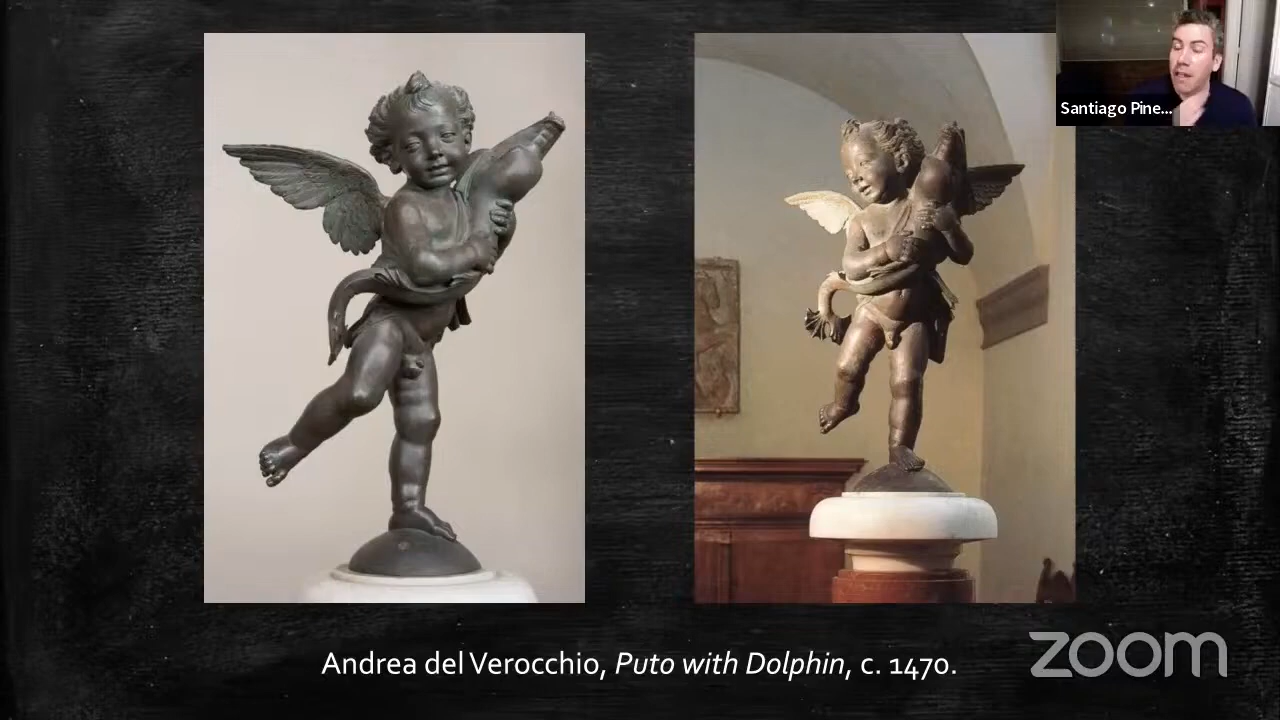 Santiago Pine...
Andrea del Verocchio, Puto with Dolphin, c. 1470.
zoom